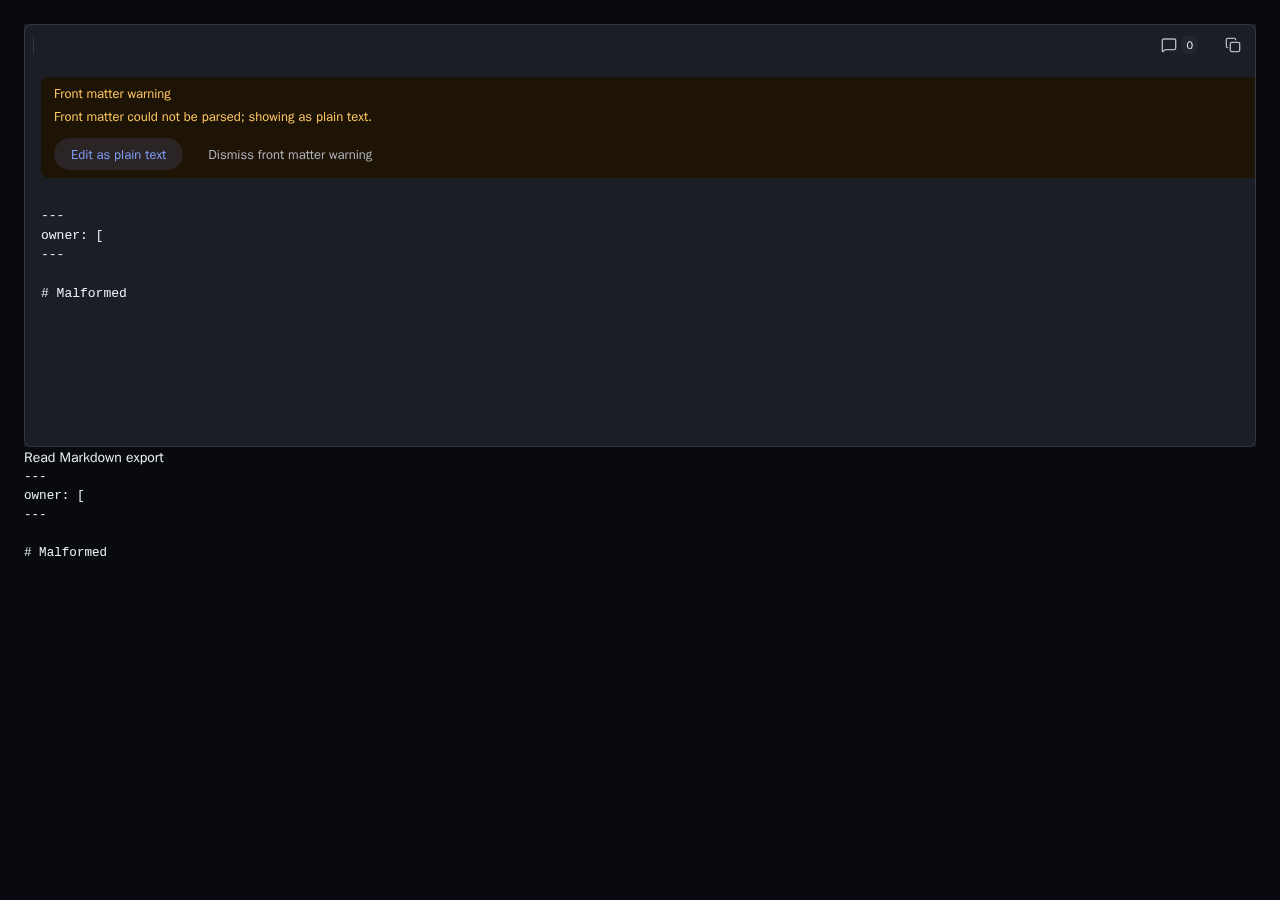 0
Front matter warning
Front matter could not be parsed; showing as plain text.
Edit as plain text Dismiss front matter warning
---
owner: [
---
# Malformed
Read Markdown export
---
owner: [
---
# Malformed